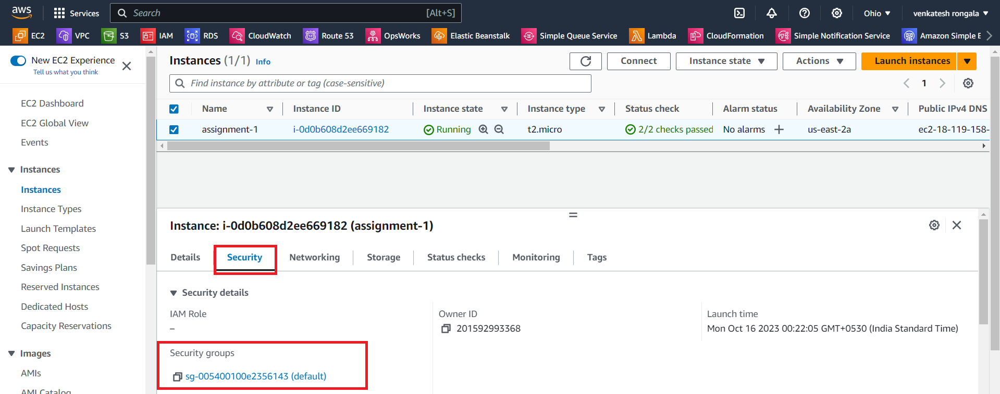 aws
Services
Search [Alt+S]
Ohio
venkatesh rongala
EC2 VPC S3 IAM RDS CloudWatch Route 53 OpsWorks Elastic Beanstalk Simple Queue Service Lambda CloudFormation Simple Notification Service Amazon Simple E
New EC2 Experience
Tell us what you think
EC2 Dashboard
EC2 Global View
Events
Instances
Instances
Instance Types
Launch Templates
Spot Requests
Savings Plans
Reserved Instances
Dedicated Hosts
Capacity Reservations
Images
AMIs
AMI Catalog
Instances (1/1) Info
Connect
Instance state
Actions
Launch instances
Find instance by attribute or tag (case-sensitive)
1
Name Instance ID Instance state Instance type Status check Alarm status Availability Zone Public IPv4 DNS
assignment-1 i-0d0b608d2ee669182 Running t2.micro 2/2 checks passed No alarms us-east-2a ec2-18-119-158-
Instance: i-0d0b608d2ee669182 (assignment-1)
Details Security Networking Storage Status checks Monitoring Tags
Security details
IAM Role
–
Owner ID
201592993368
Launch time
Mon Oct 16 2023 00:22:05 GMT+0530 (India Standard Time)
Security groups
sg-005400100e2356143 (default)